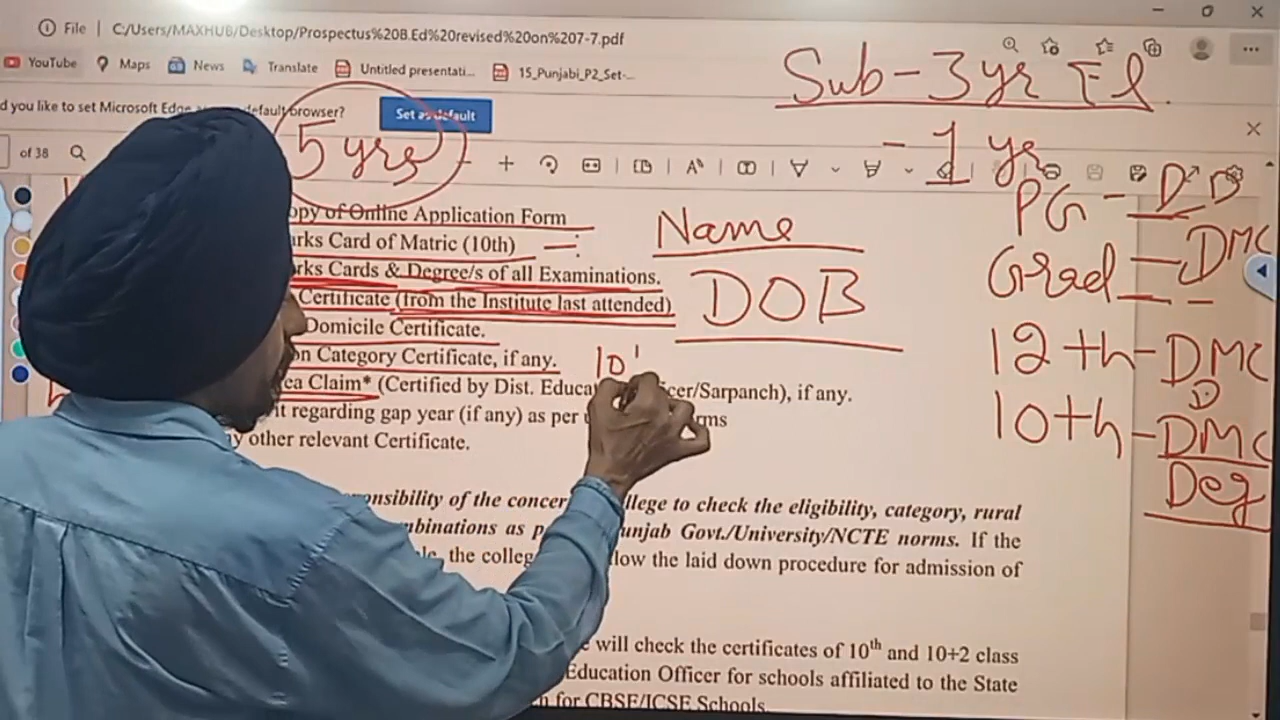 File | C:/Users/MAXHUB/Desktop/Prospectus%20B.Ed%20revised%20on%207-7.pdf
YouTube Maps News Translate Untitled presentati... 15_Punjabi_P2_Set-...
d you like to set Microsoft Edge as default browser? Set as default
of 38
5 yrs
Sub-3yr El
-1 yr
PG - D D
Grad - DMC
12th - DMC
D
10th - DMC
Deg
Name
DOB
10
opy of Online Application Form
rks Card of Matric (10th)
rks Cards & Degree/s of all Examinations.
Certificate (from the Institute last attended)
Domicile Certificate.
on Category Certificate, if any.
ea Claim* (Certified by Dist. Educa cer/Sarpanch), if any.
it regarding gap year (if any) as per rms
y other relevant Certificate.
onsibility of the concer llege to check the eligibility, category, rural
mbinations as p unjab Govt./University/NCTE norms. If the
the colleg low the laid down procedure for admission of
will check the certificates of 10th and 10+2 class
Education Officer for schools affiliated to the State
n for CBSE/ICSE Schools.